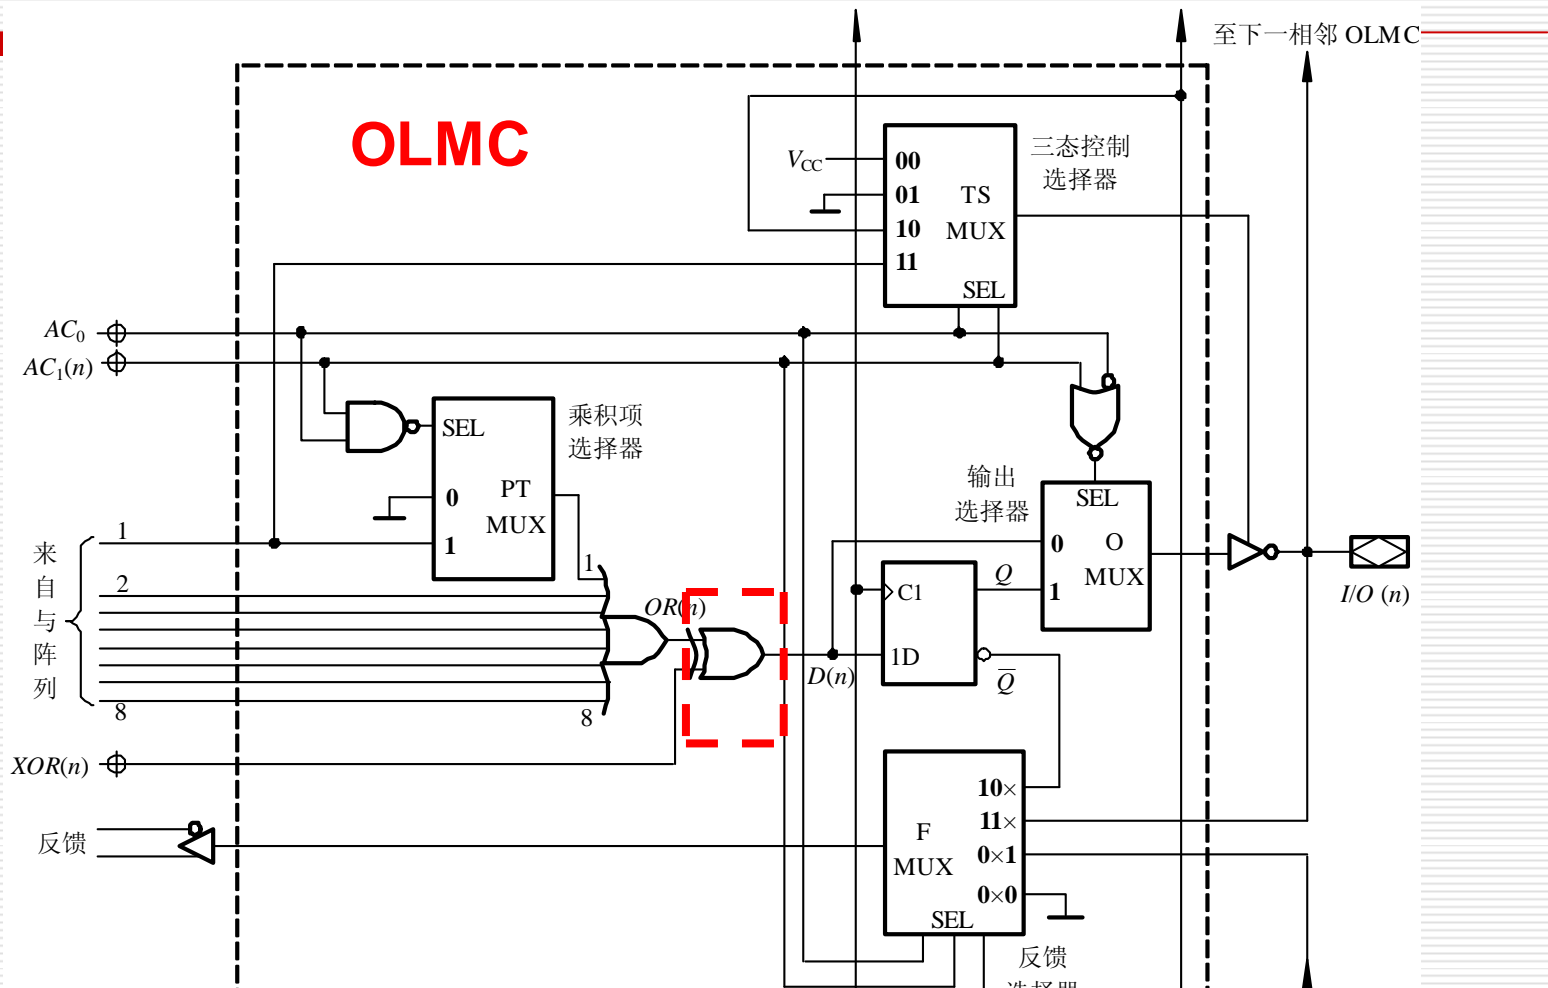 至下一相邻 OLMC
OLMC
三态控制
选择器
VCC
00
01
10
11
TS
MUX
SEL
AC0
AC1(n)
SEL
0
1
PT
MUX
乘积项
选择器
输出
选择器
SEL
0
1
O
MUX
来
自
与
阵
列
1
2
8
1
8
OR(n)
D(n)
C1
1D
Q
Q̅
I/O (n)
XOR(n)
反馈
F
MUX
10×
11×
0×1
0×0
SEL
反馈
选择器